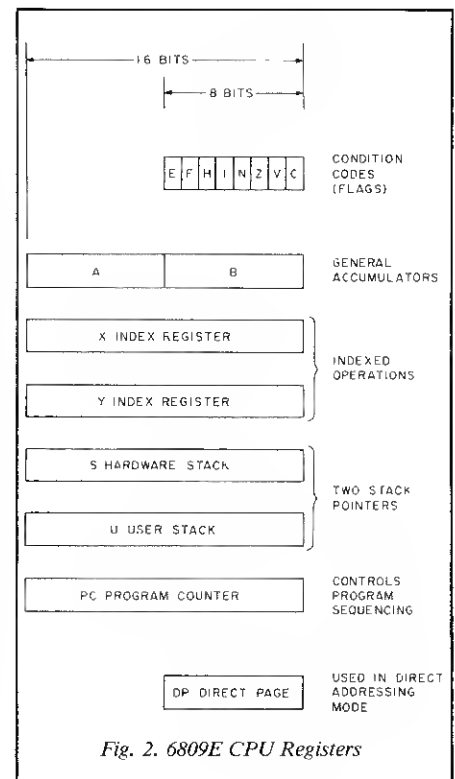 16 BITS
8 BITS
E F H I N Z V C
CONDITION
CODES
(FLAGS)
A B
GENERAL
ACCUMULATORS
X INDEX REGISTER
Y INDEX REGISTER
INDEXED
OPERATIONS
S HARDWARE STACK
U USER STACK
TWO STACK
POINTERS
PC PROGRAM COUNTER
CONTROLS
PROGRAM
SEQUENCING
DP DIRECT PAGE
USED IN DIRECT
ADDRESSING
MODE
Fig. 2. 6809E CPU Registers